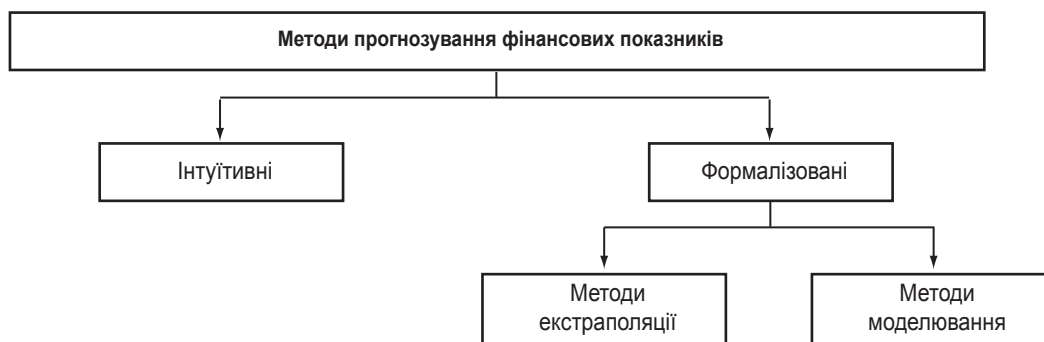 Методи прогнозування фінансових показників
Інтуїтивні
Формалізовані
Методи
екстраполяції
Методи
моделювання